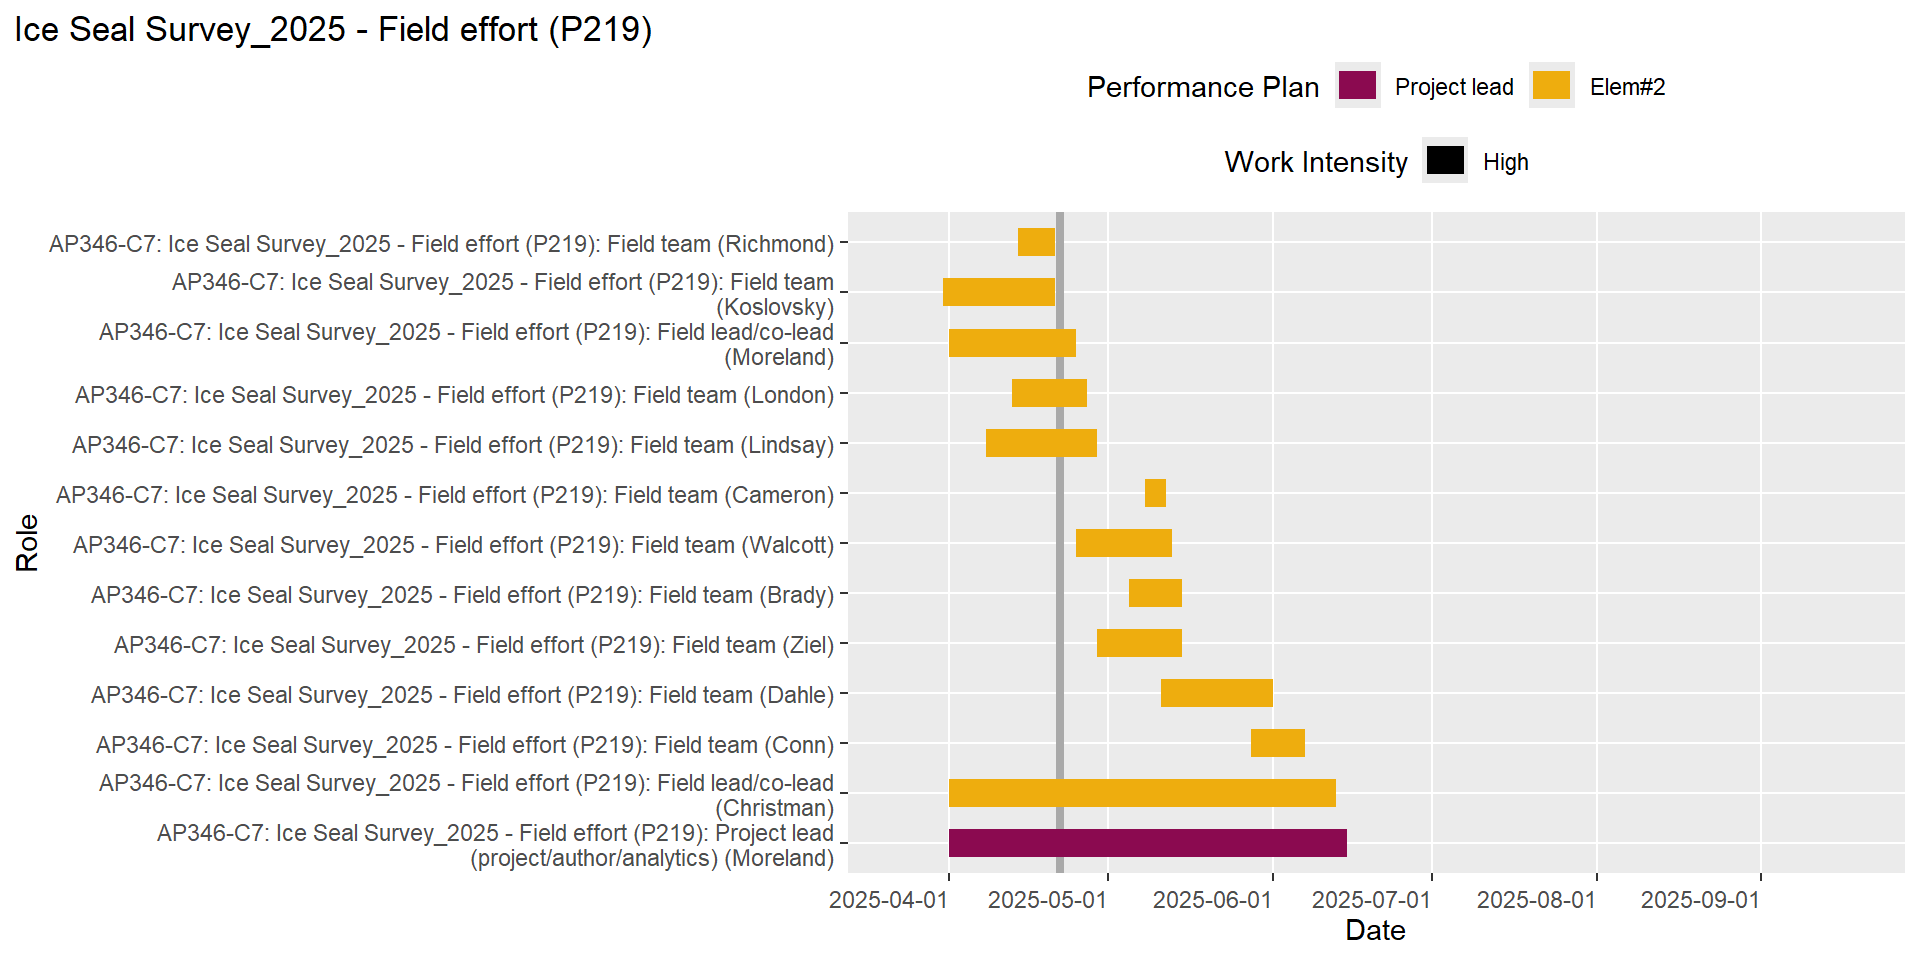 Ice Seal Survey_2025 - Field effort (P219)
Performance Plan Project lead Elem#2
Work Intensity High
AP346-C7: Ice Seal Survey_2025 - Field effort (P219): Field team (Richmond)
AP346-C7: Ice Seal Survey_2025 - Field effort (P219): Field team
(Koslovsky)
AP346-C7: Ice Seal Survey_2025 - Field effort (P219): Field lead/co-lead
(Moreland)
AP346-C7: Ice Seal Survey_2025 - Field effort (P219): Field team (London)
AP346-C7: Ice Seal Survey_2025 - Field effort (P219): Field team (Lindsay)
AP346-C7: Ice Seal Survey_2025 - Field effort (P219): Field team (Cameron)
AP346-C7: Ice Seal Survey_2025 - Field effort (P219): Field team (Walcott)
AP346-C7: Ice Seal Survey_2025 - Field effort (P219): Field team (Brady)
AP346-C7: Ice Seal Survey_2025 - Field effort (P219): Field team (Ziel)
AP346-C7: Ice Seal Survey_2025 - Field effort (P219): Field team (Dahle)
AP346-C7: Ice Seal Survey_2025 - Field effort (P219): Field team (Conn)
AP346-C7: Ice Seal Survey_2025 - Field effort (P219): Field lead/co-lead
(Christman)
AP346-C7: Ice Seal Survey_2025 - Field effort (P219): Project lead
(project/author/analytics) (Moreland)
Role
2025-04-01 2025-05-01 2025-06-01 2025-07-01 2025-08-01 2025-09-01
Date